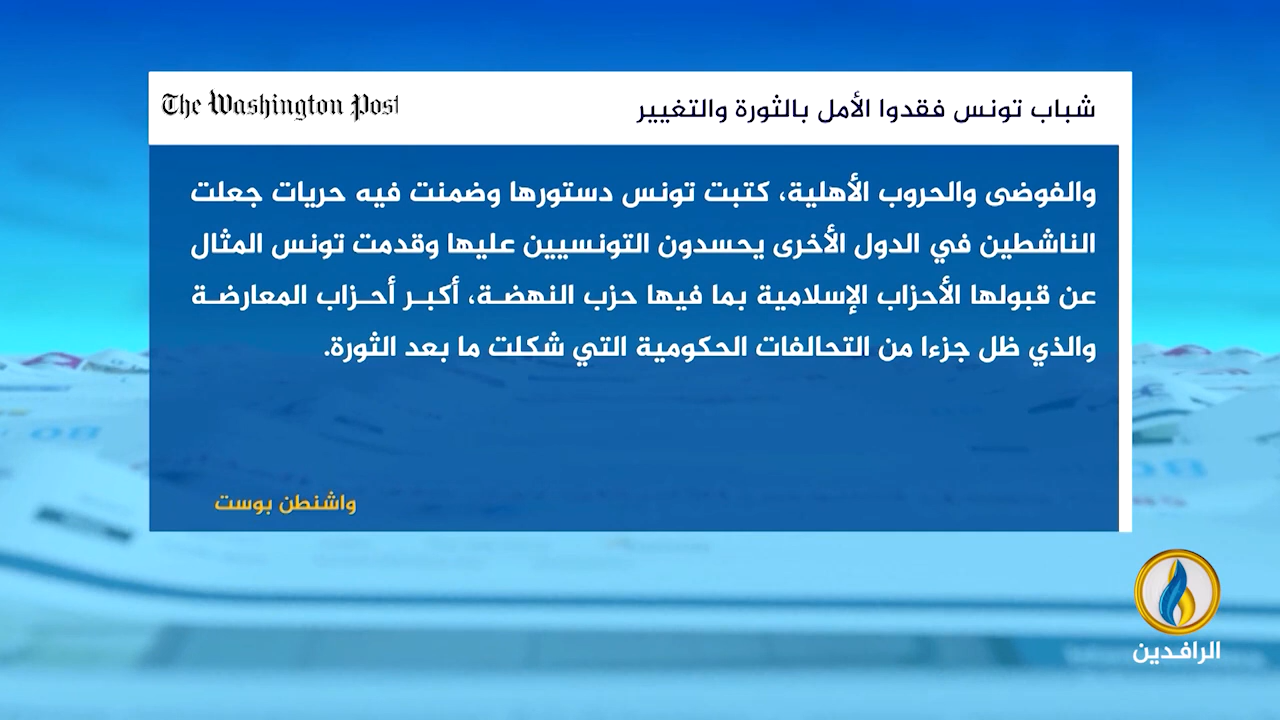 The Washington Post
شباب تونس فقدوا الأمل بالثورة والتغيير
والفوضى والحروب الأهلية، كتبت تونس دستورها وضمنت فيه حريات جعلت
الناشطين في الدول الأخرى يحسدون التونسيين عليها وقدمت تونس المثال
عن قبولها الأحزاب الإسلامية بما فيها حزب النهضة، أكبر أحزاب المعارضة
والذي ظل جزءا من التحالفات الحكومية التي شكلت ما بعد الثورة.
واشنطن بوست
الرافدين